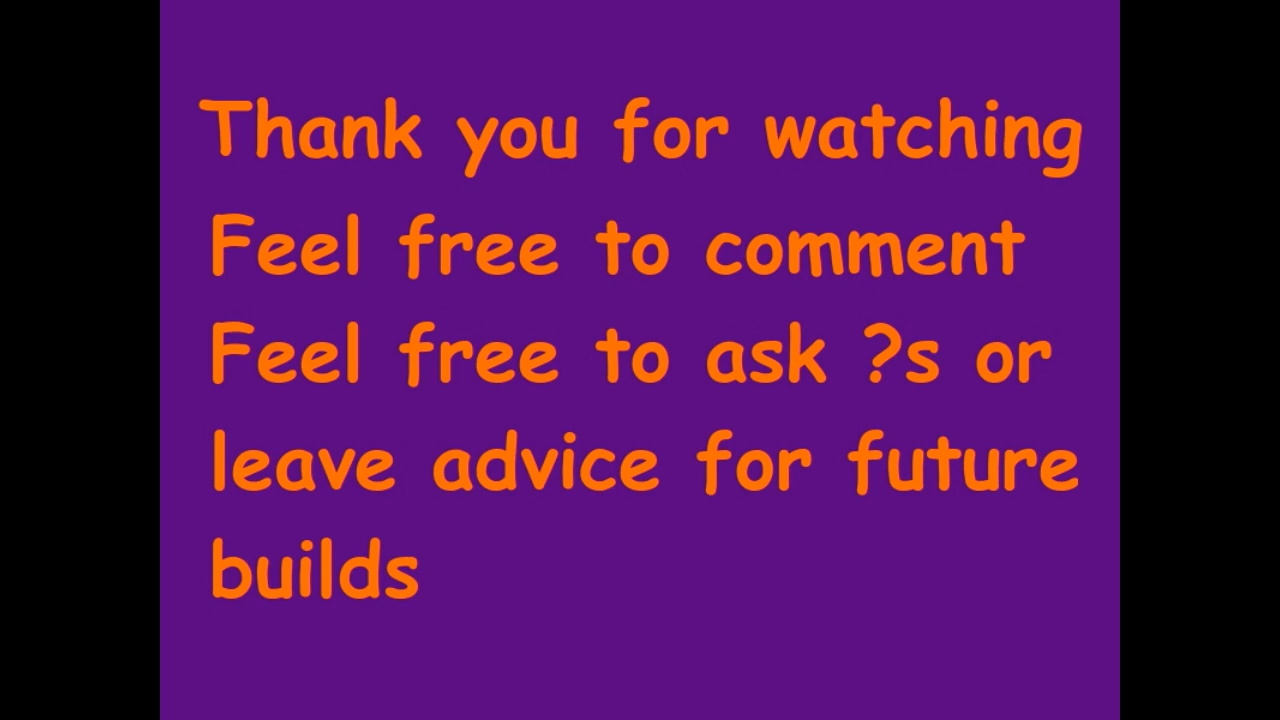 Thank you for watching
Feel free to comment
Feel free to ask ?s or
leave advice for future
builds